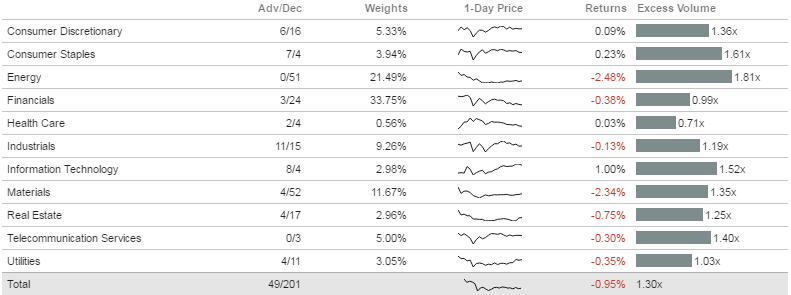 Adv/Dec Weights 1-Day Price Returns Excess Volume
Consumer Discretionary 6/16 5.33% 0.09% 1.36x
Consumer Staples 7/4 3.94% 0.23% 1.61x
Energy 0/51 21.49% -2.48% 1.81x
Financials 3/24 33.75% -0.38% 0.99x
Health Care 2/4 0.56% 0.03% 0.71x
Industrials 11/15 9.26% -0.13% 1.19x
Information Technology 8/4 2.98% 1.00% 1.52x
Materials 4/52 11.67% -2.34% 1.35x
Real Estate 4/17 2.96% -0.75% 1.25x
Telecommunication Services 0/3 5.00% -0.30% 1.40x
Utilities 4/11 3.05% -0.35% 1.03x
Total 49/201 -0.95% 1.30x